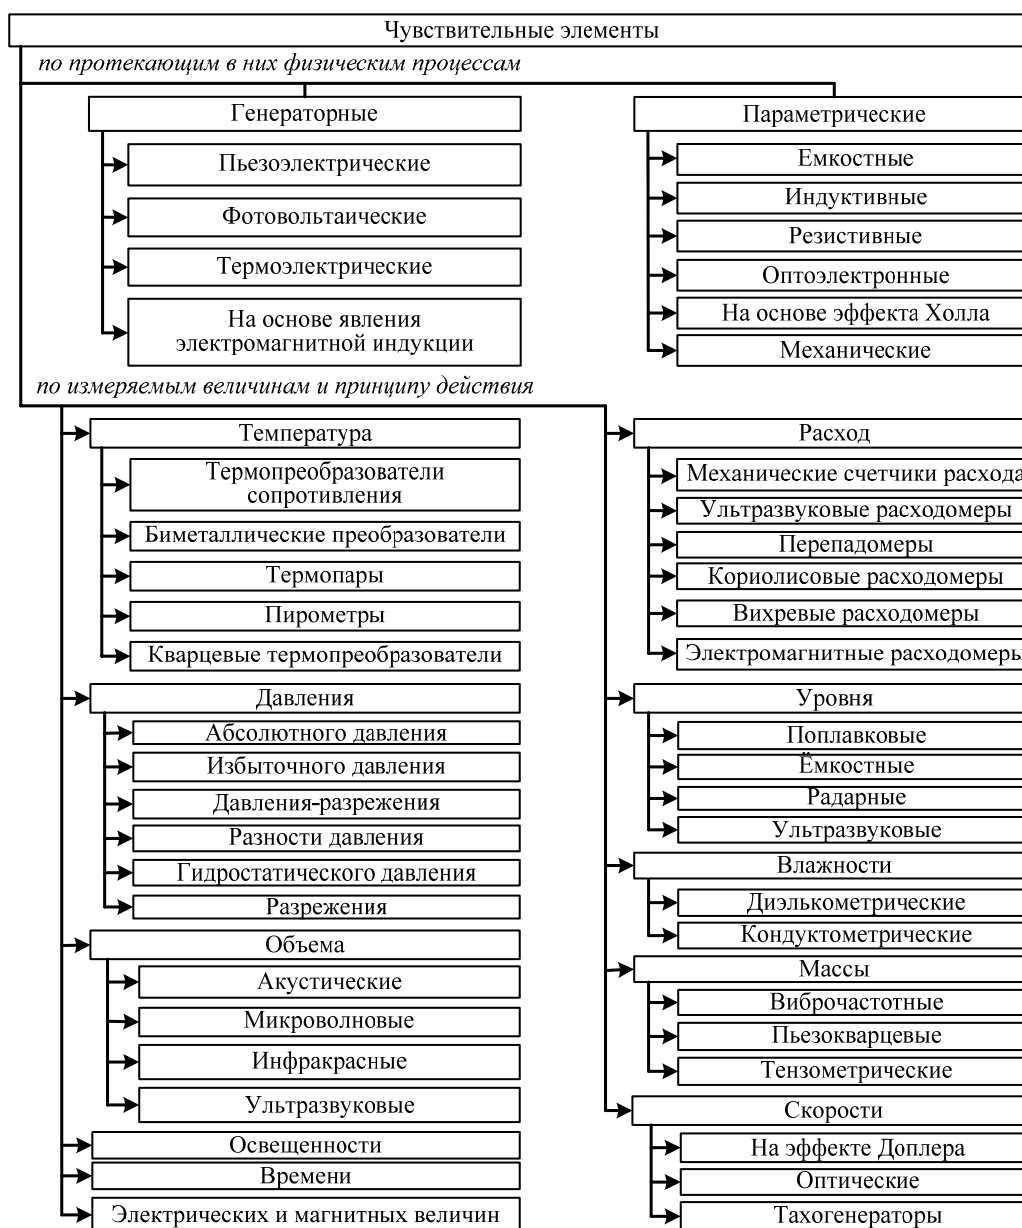 Чувствительные элементы
по протекающим в них физическим процессам
Генераторные
Пьезоэлектрические
Фотовольтаические
Термоэлектрические
На основе явления
электромагнитной индукции
Параметрические
Емкостные
Индуктивные
Резистивные
Оптоэлектронные
На основе эффекта Холла
Механические
по измеряемым величинам и принципу действия
Температура
Термопреобразователи
сопротивления
Биметаллические преобразователи
Термопары
Пирометры
Кварцевые термопреобразователи
Давления
Абсолютного давления
Избыточного давления
Давления-разрежения
Разности давления
Гидростатического давления
Разрежения
Объема
Акустические
Микроволновые
Инфракрасные
Ультразвуковые
Освещенности
Времени
Электрических и магнитных величин
Расход
Механические счетчики расхода
Ультразвуковые расходомеры
Перепадомеры
Кориолисовые расходомеры
Вихревые расходомеры
Электромагнитные расходомеры
Уровня
Поплавковые
Ёмкостные
Радарные
Ультразвуковые
Влажности
Диэлькометрические
Кондуктометрические
Массы
Виброчастотные
Пьезокварцевые
Тензометрические
Скорости
На эффекте Доплера
Оптические
Тахогенераторы